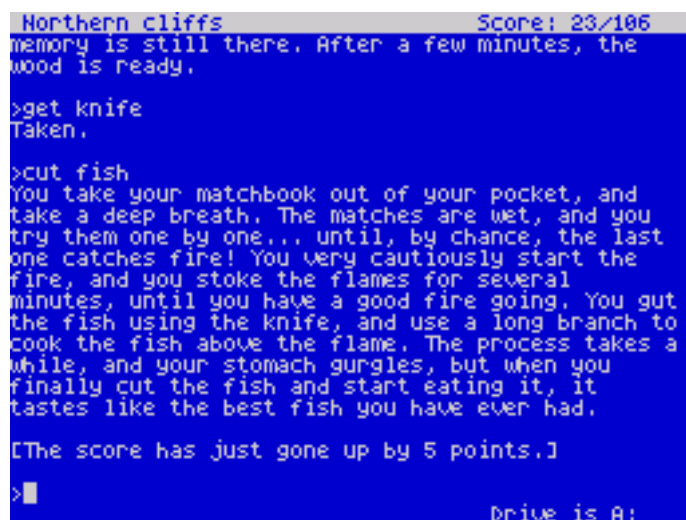 Northern cliffs Score: 23/106
memory is still there. After a few minutes, the
wood is ready.
>get knife
Taken.
>cut fish
You take your matchbook out of your pocket, and
take a deep breath. The matches are wet, and you
try them one by one... until, by chance, the last
one catches fire! You very cautiously start the
fire, and you stoke the flames for several
minutes, until you have a good fire going. You gut
the fish using the knife, and use a long branch to
cook the fish above the flame. The process takes a
while, and your stomach gurgles, but when you
finally cut the fish and start eating it, it
tastes like the best fish you have ever had.
[The score has just gone up by 5 points.]
>
Drive is A: